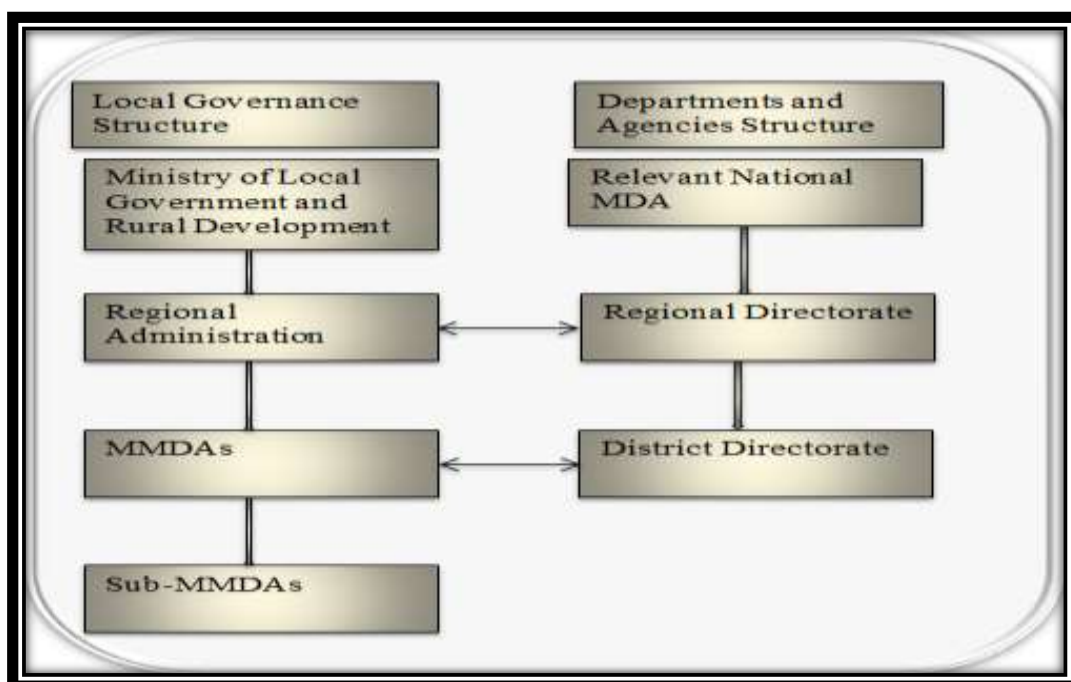 Local Governance
Structure
Departments and
Agencies Structure
Ministry of Local
Government and
Rural Development
Relevant National
MDA
Regional
Administration
Regional Directorate
MMDAs
District Directorate
Sub-MMDAs